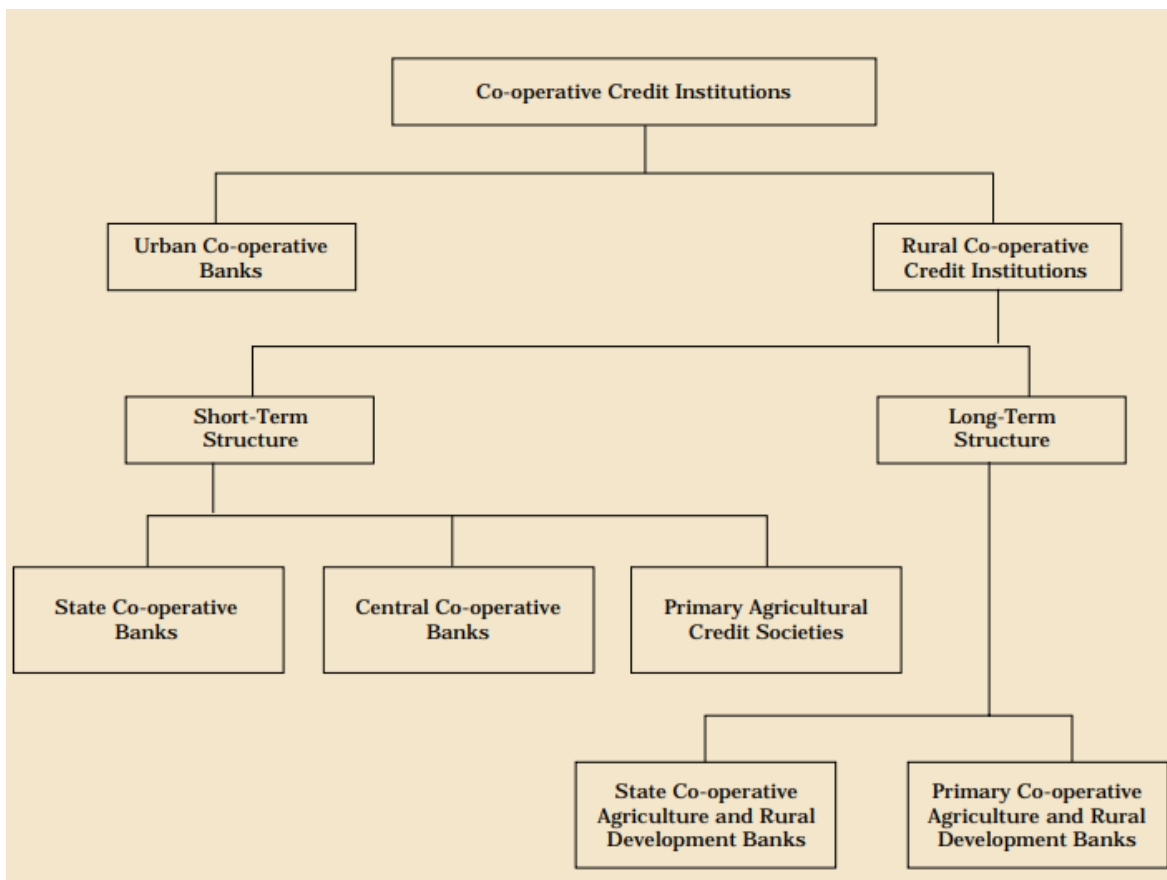 Co-operative Credit Institutions
Urban Co-operative
Banks
Rural Co-operative
Credit Institutions
Short-Term
Structure
Long-Term
Structure
State Co-operative
Banks
Central Co-operative
Banks
Primary Agricultural
Credit Societies
State Co-operative
Agriculture and Rural
Development Banks
Primary Co-operative
Agriculture and Rural
Development Banks